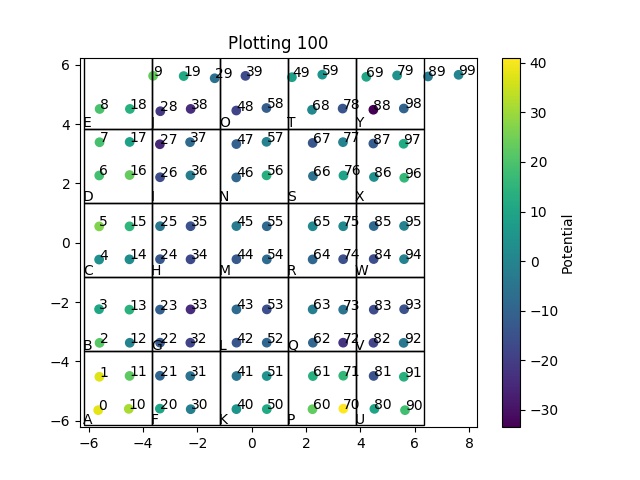 Plotting 100
9 19 29 39 49 59 69 79 89 99
8 18 28 38 48 58 68 78 88 98
E O T Y
7 17 27 37 47 57 67 77 87 97
6 16 26 36 46 56 66 76 86 96
D N S X
5 15 25 35 45 55 65 75 85 95
4 14 24 34 44 54 64 74 84 94
C H M R W
3 13 23 33 43 53 63 73 83 93
2 12 22 32 42 52 62 72 82 92
B G L Q V
1 11 21 31 41 51 61 71 81 91
0 10 20 30 40 50 60 70 80 90
A F K P U
6
4
2
0
−2
−4
−6
−6 −4 −2 0 2 4 6 8
40
30
20
10
0
−10
−20
−30
Potential